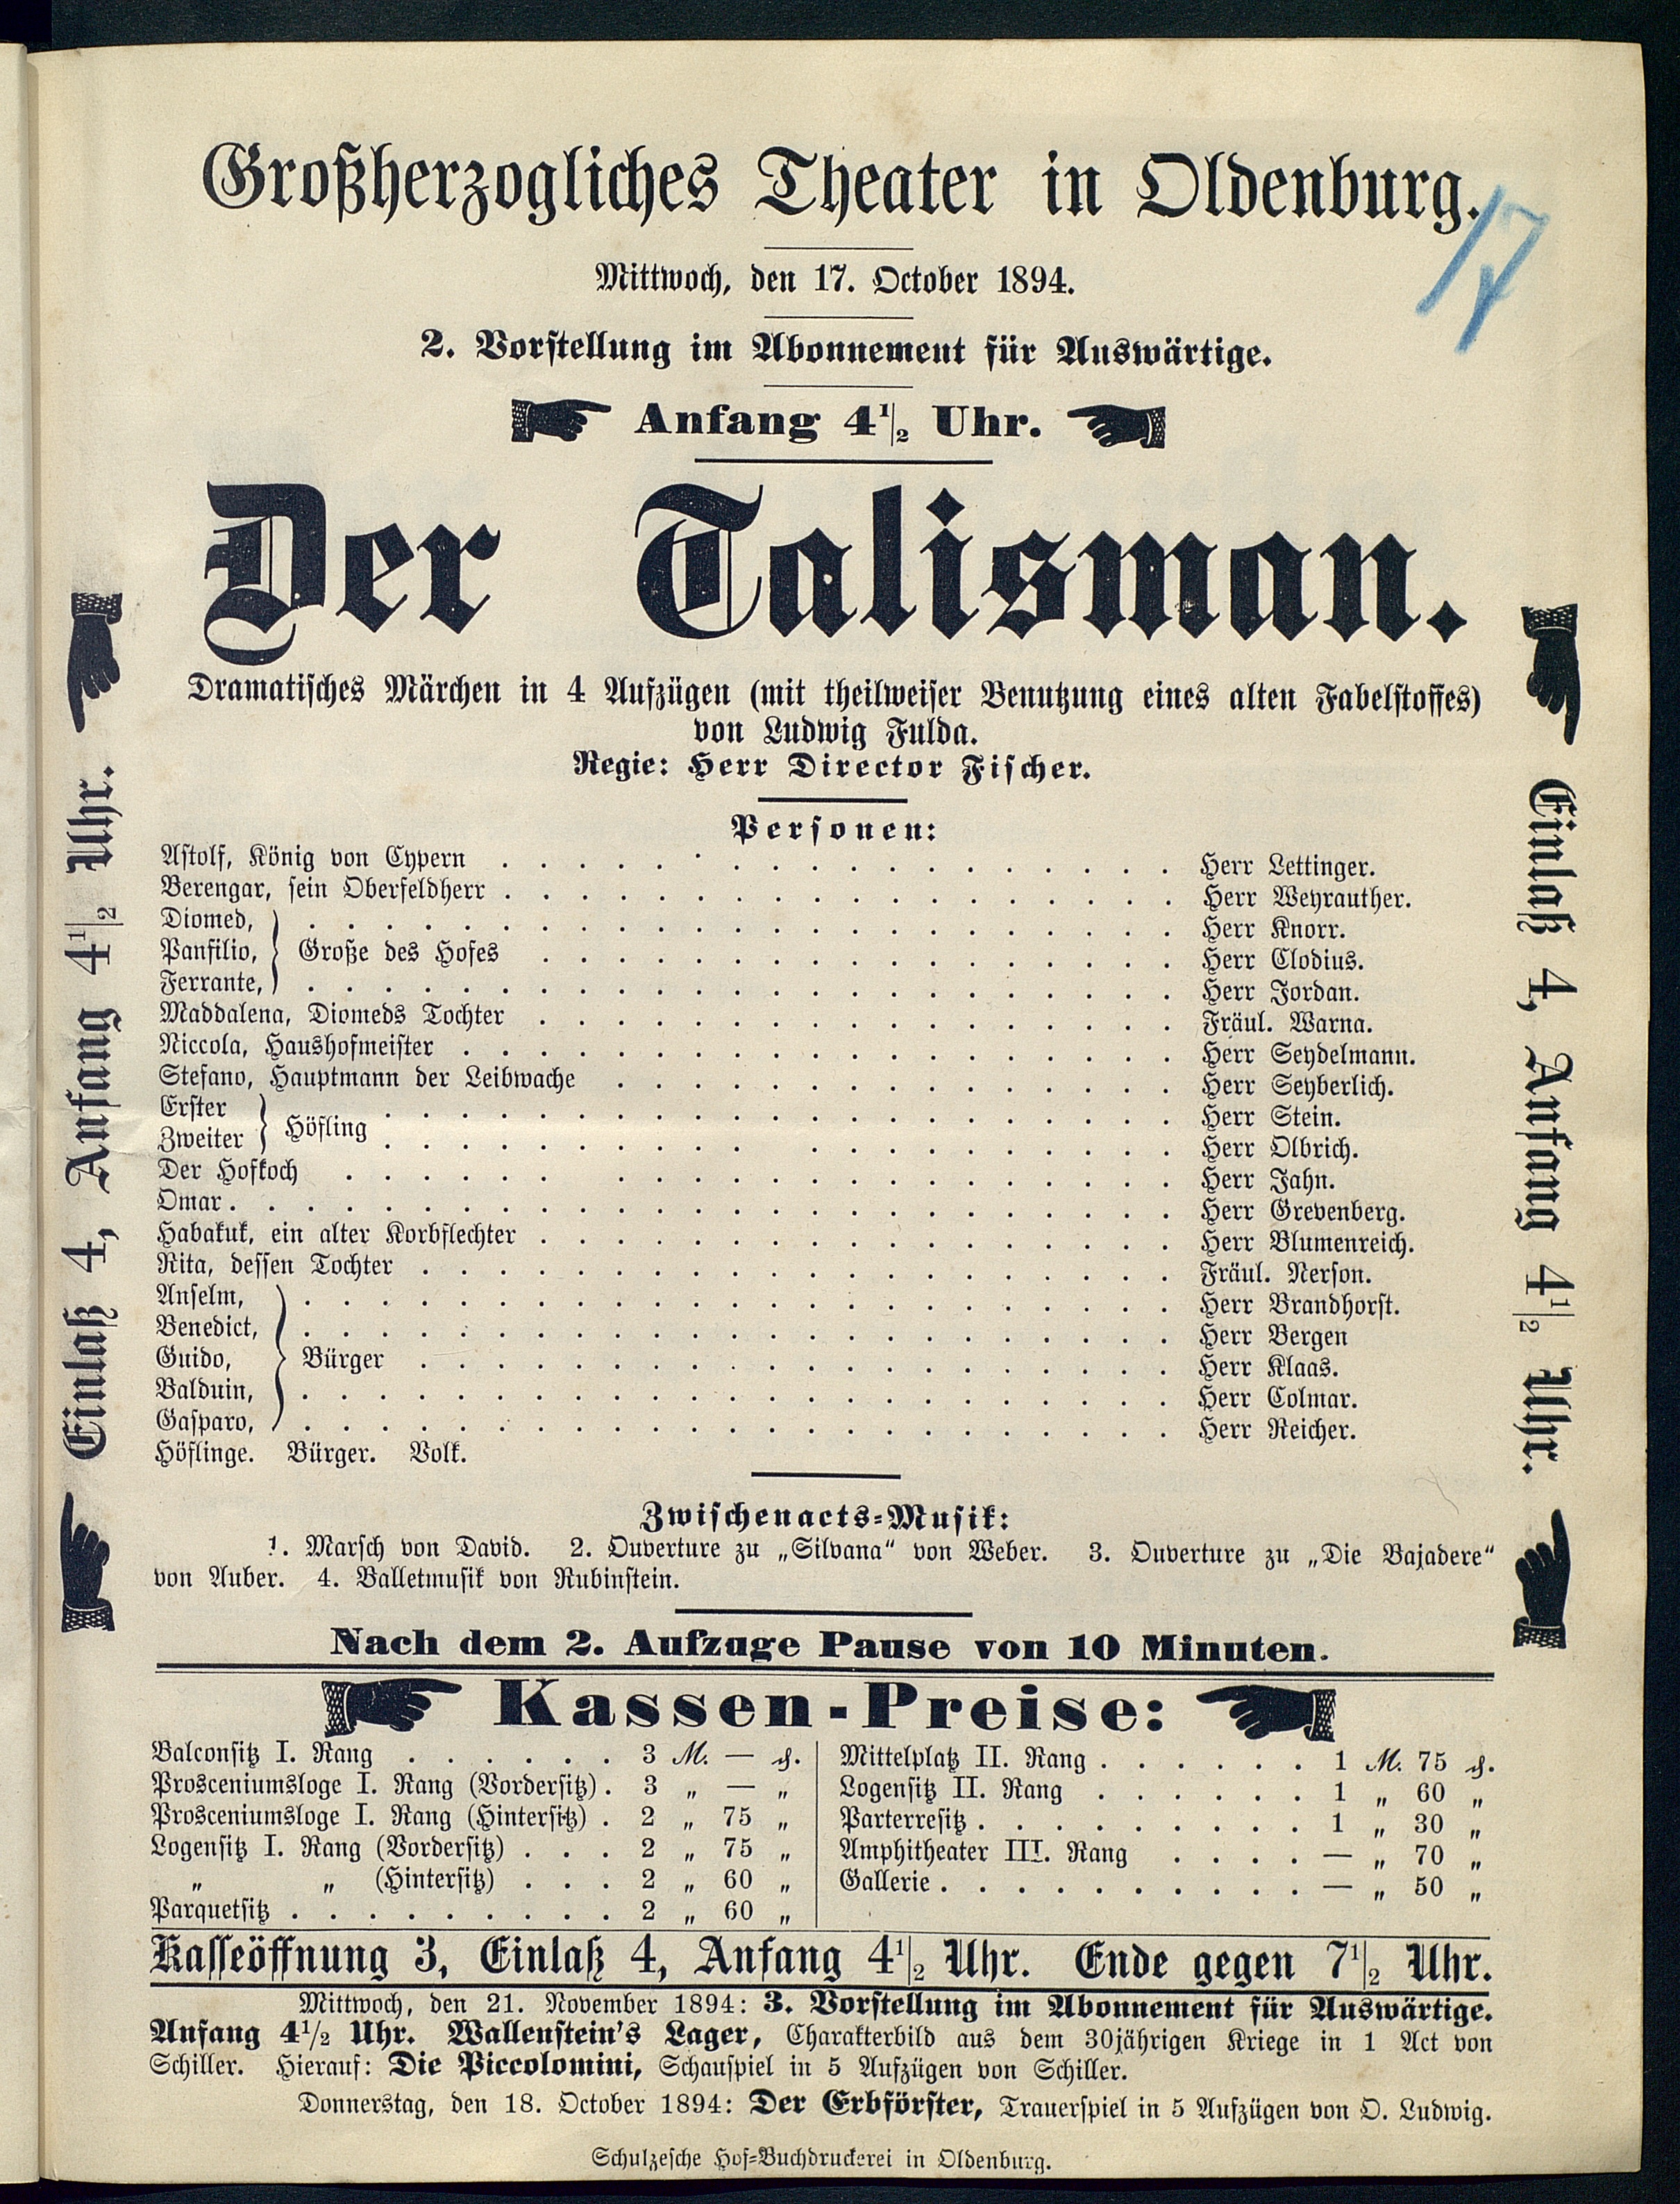 Großherzogliches Theater in Oldenburg.
17
Mittwoch, den 17. October 1894.
2. Vorstellung im Abonnement für Auswärtige.
Anfang 4½ Uhr.
Der Talisman.
Dramatisches Märchen in 4 Aufzügen (mit theilweiser Benutzung eines alten Fabelstoffes)
von Ludwig Fulda.
Regie: Herr Director Fischer.
Personen:
Astolf, König von Cypern . . . . . Herr Lettinger.
Berengar, sein Oberfeldherr . . . . . Herr Weyrauther.
Diomed, . . . . . Herr Knorr.
Panfilio, } Große des Hofes . . . . . Herr Clodius.
Ferrante, . . . . . Herr Jordan.
Maddalena, Diomeds Tochter . . . . . Fräul. Warna.
Niccola, Haushofmeister . . . . . Herr Seydelmann.
Stefano, Hauptmann der Leibwache . . . . . Herr Seyberlich.
Erster } Höfling . . . . . Herr Stein.
Zweiter . . . . . Herr Olbrich.
Der Hofkoch . . . . . Herr Jahn.
Omar . . . . . Herr Grevenberg.
Habakuk, ein alter Korbflechter . . . . . Herr Blumenreich.
Rita, dessen Tochter . . . . . Fräul. Nerson.
Anselm, . . . . . Herr Brandhorst.
Benedict, . . . . . Herr Bergen
Guido, } Bürger . . . . . Herr Klaas.
Balduin, . . . . . Herr Colmar.
Gasparo, . . . . . Herr Reicher.
Höflinge. Bürger. Volk.
Zwischenacts-Musik:
1. Marsch von David. 2. Ouverture zu „Silvana“ von Weber. 3. Ouverture zu „Die Bajadere“
von Auber. 4. Balletmusik von Rubinstein.
Nach dem 2. Aufzuge Pause von 10 Minuten.
Kassen-Preise:
Balconsitz I. Rang . . . 3 M. — ₰.
Prosceniumsloge I. Rang (Vordersitz) . 3 „ — „
Prosceniumsloge I. Rang (Hintersitz) . 2 „ 75 „
Logensitz I. Rang (Vordersitz) . . . 2 „ 75 „
„ „ (Hintersitz) . . . 2 „ 60 „
Parquetsitz . . . 2 „ 60 „
Mittelplatz II. Rang . . . 1 M. 75 ₰.
Logensitz II. Rang . . . 1 „ 60 „
Parterresitz . . . 1 „ 30 „
Amphitheater III. Rang . . . — „ 70 „
Gallerie . . . — „ 50 „
Kasseöffnung 3, Einlaß 4, Anfang 4½ Uhr. Ende gegen 7½ Uhr.
Mittwoch, den 21. November 1894: 3. Vorstellung im Abonnement für Auswärtige.
Anfang 4½ Uhr. Wallenstein's Lager, Charakterbild aus dem 30jährigen Kriege in 1 Act von
Schiller. Hierauf: Die Piccolomini, Schauspiel in 5 Aufzügen von Schiller.
Donnerstag, den 18. October 1894: Der Erbförster, Trauerspiel in 5 Aufzügen von O. Ludwig.
Schulzesche Hof-Buchdruckerei in Oldenburg.
Einlaß 4, Anfang 4½ Uhr.
Einlaß 4, Anfang 4½ Uhr.